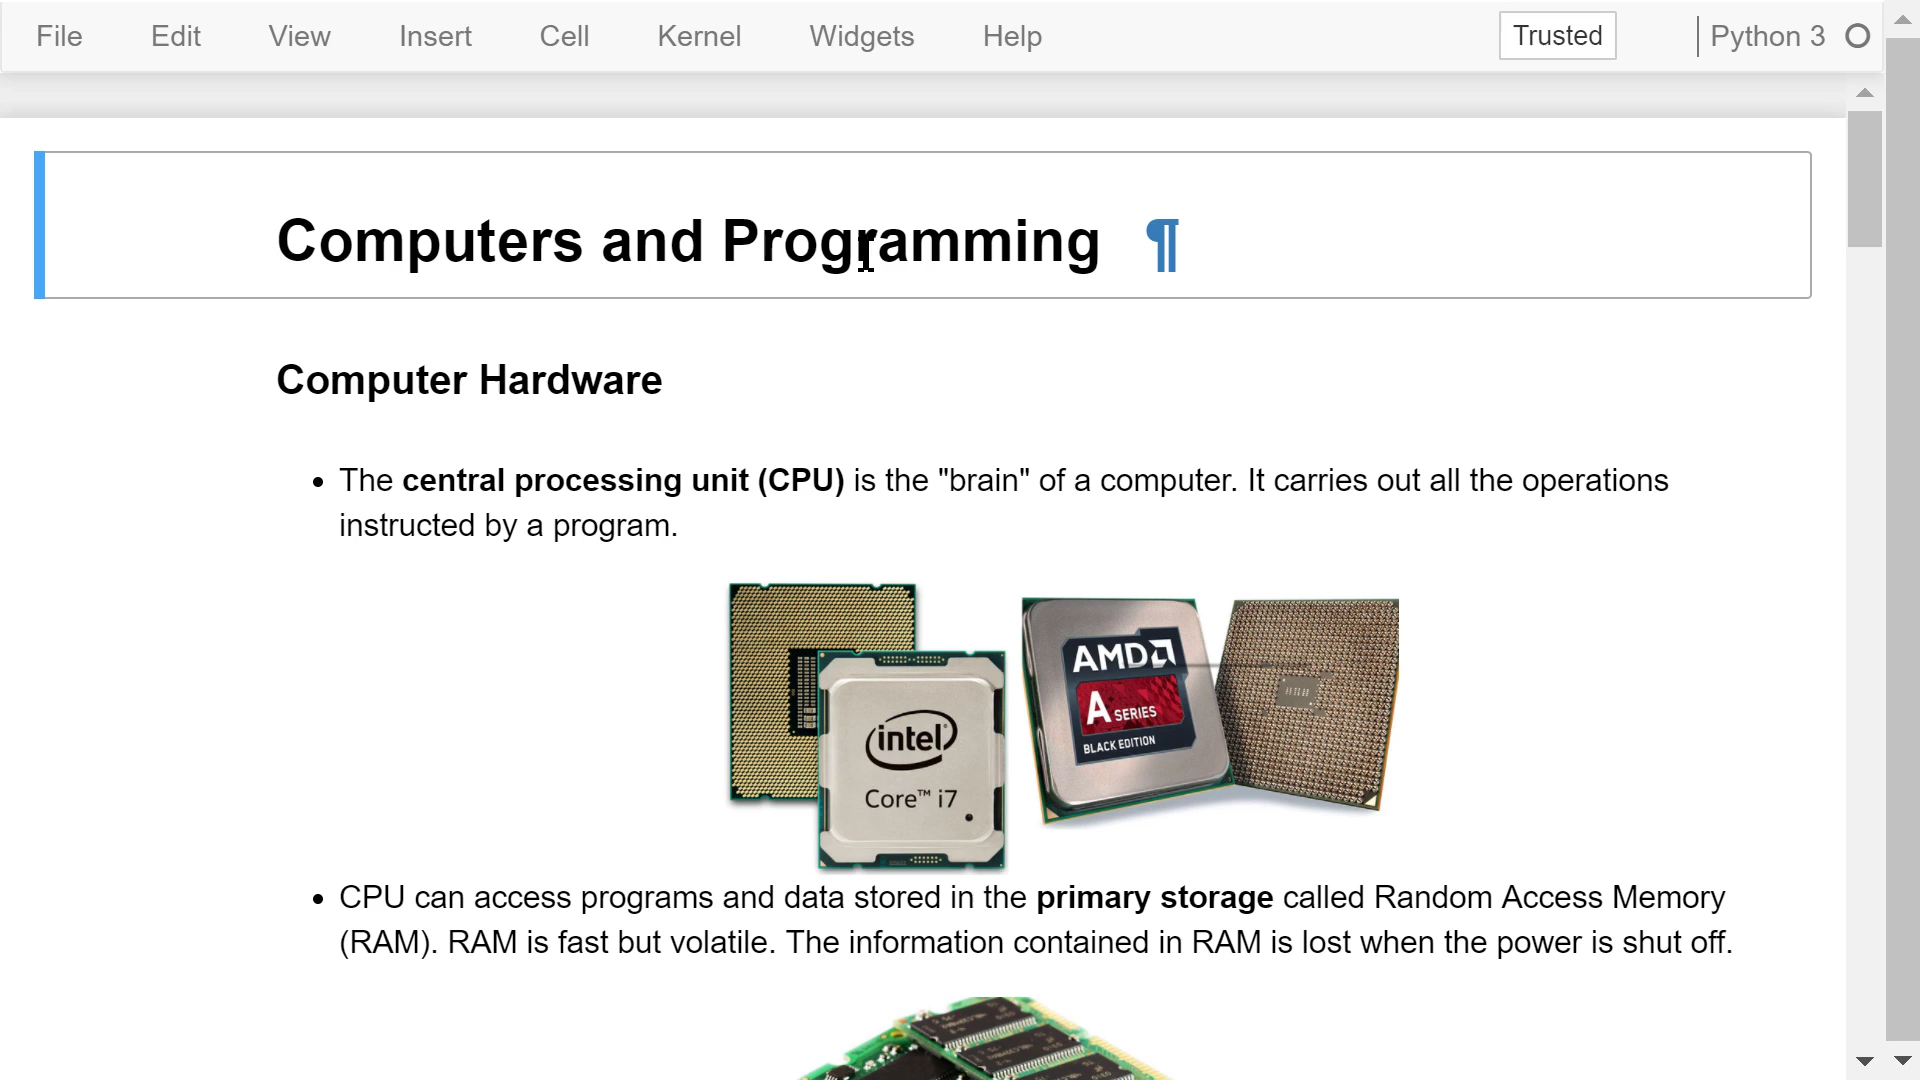 File Edit View Insert Cell Kernel Widgets Help Trusted Python 3
Computers and Programming ¶
Computer Hardware
• The central processing unit (CPU) is the "brain" of a computer. It carries out all the operations
instructed by a program.
intel
Core™ i7
AMD
A SERIES
BLACK EDITION
• CPU can access programs and data stored in the primary storage called Random Access Memory
(RAM). RAM is fast but volatile. The information contained in RAM is lost when the power is shut off.